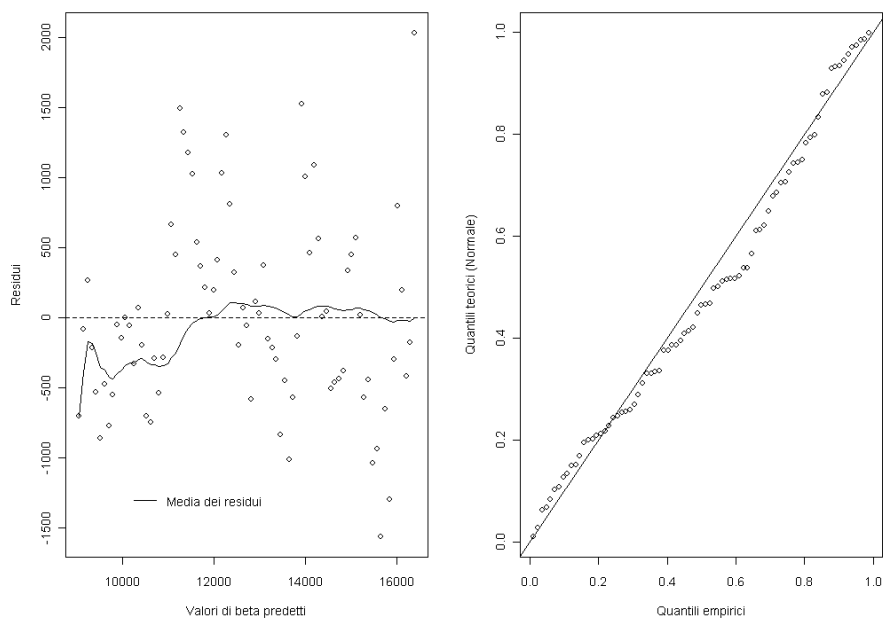 2000
1500
1000
500
0
-500
-1000
-1500
Residui
Media dei residui
10000 12000 14000 16000
Valori di beta predetti
1.0
0.8
0.6
0.4
0.2
0.0
Quantili teorici (Normale)
0.0 0.2 0.4 0.6 0.8 1.0
Quantili empirici